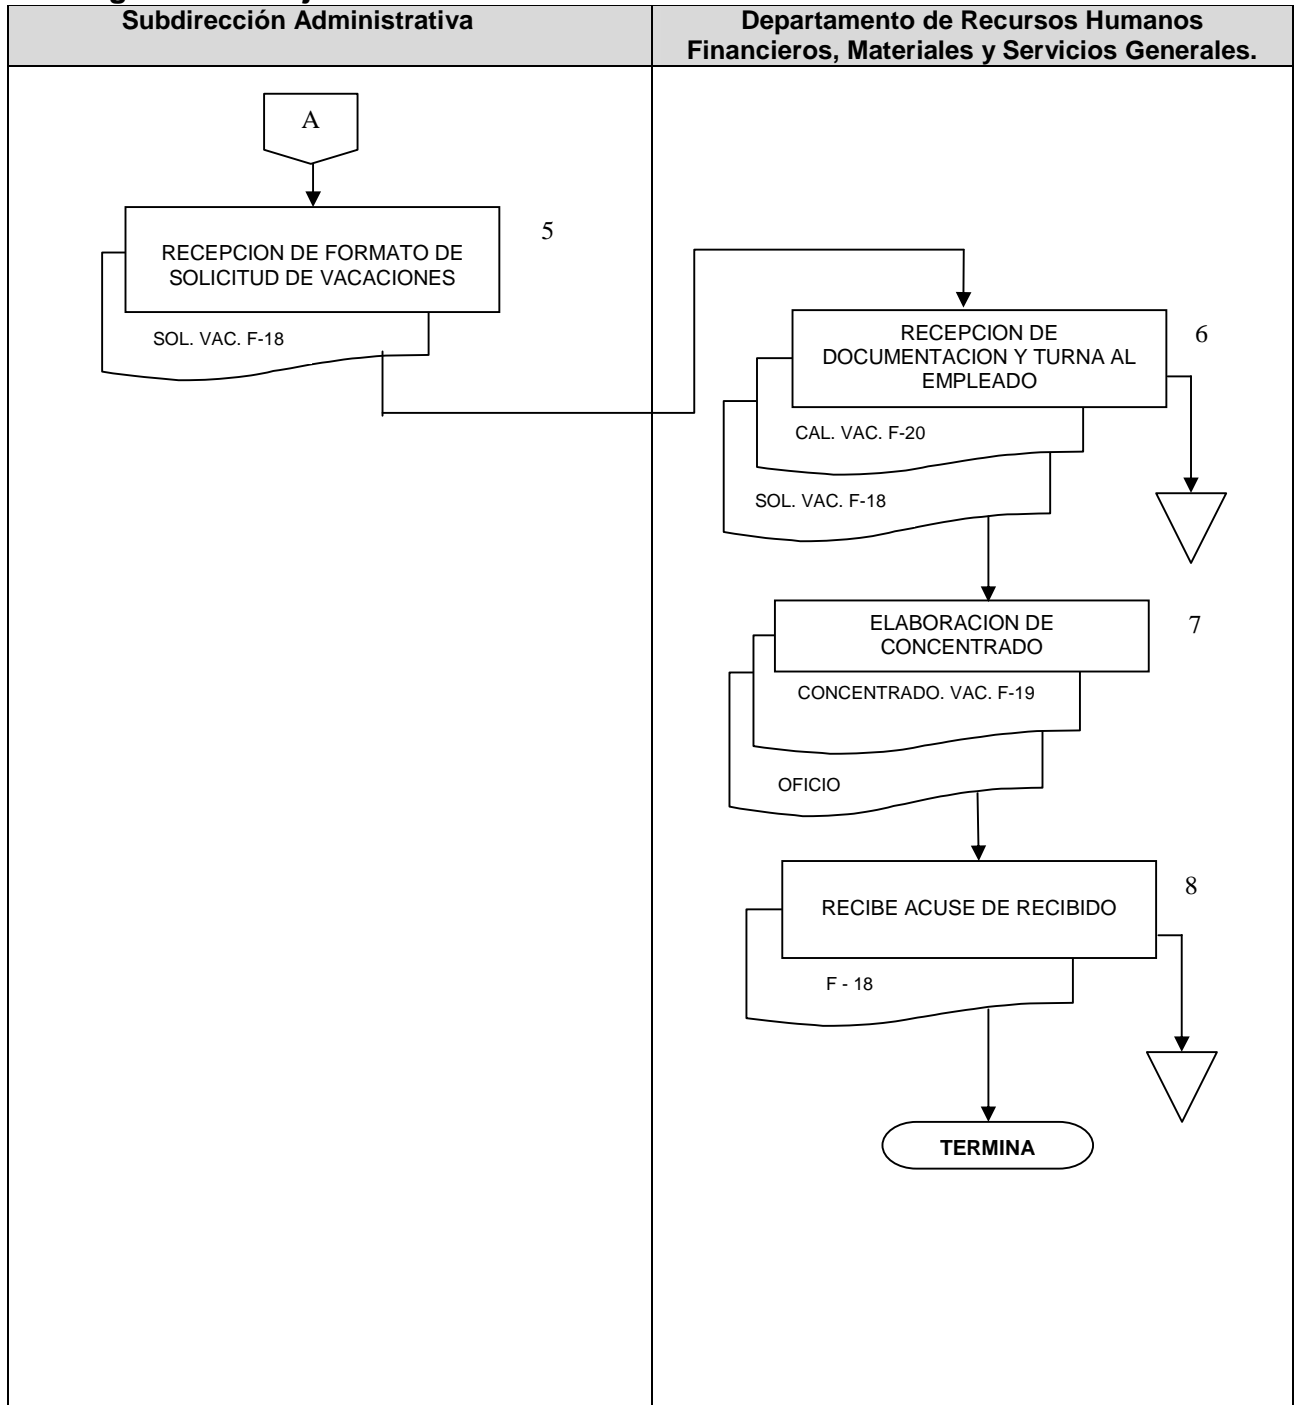 Subdirección Administrativa
Departamento de Recursos Humanos
Financieros, Materiales y Servicios Generales.
A
5
RECEPCION DE FORMATO DE
SOLICITUD DE VACACIONES
SOL. VAC. F-18
6
RECEPCION DE
DOCUMENTACION Y TURNA AL
EMPLEADO
CAL. VAC. F-20
SOL. VAC. F-18
7
ELABORACION DE
CONCENTRADO
CONCENTRADO. VAC. F-19
OFICIO
8
RECIBE ACUSE DE RECIBIDO
F - 18
TERMINA